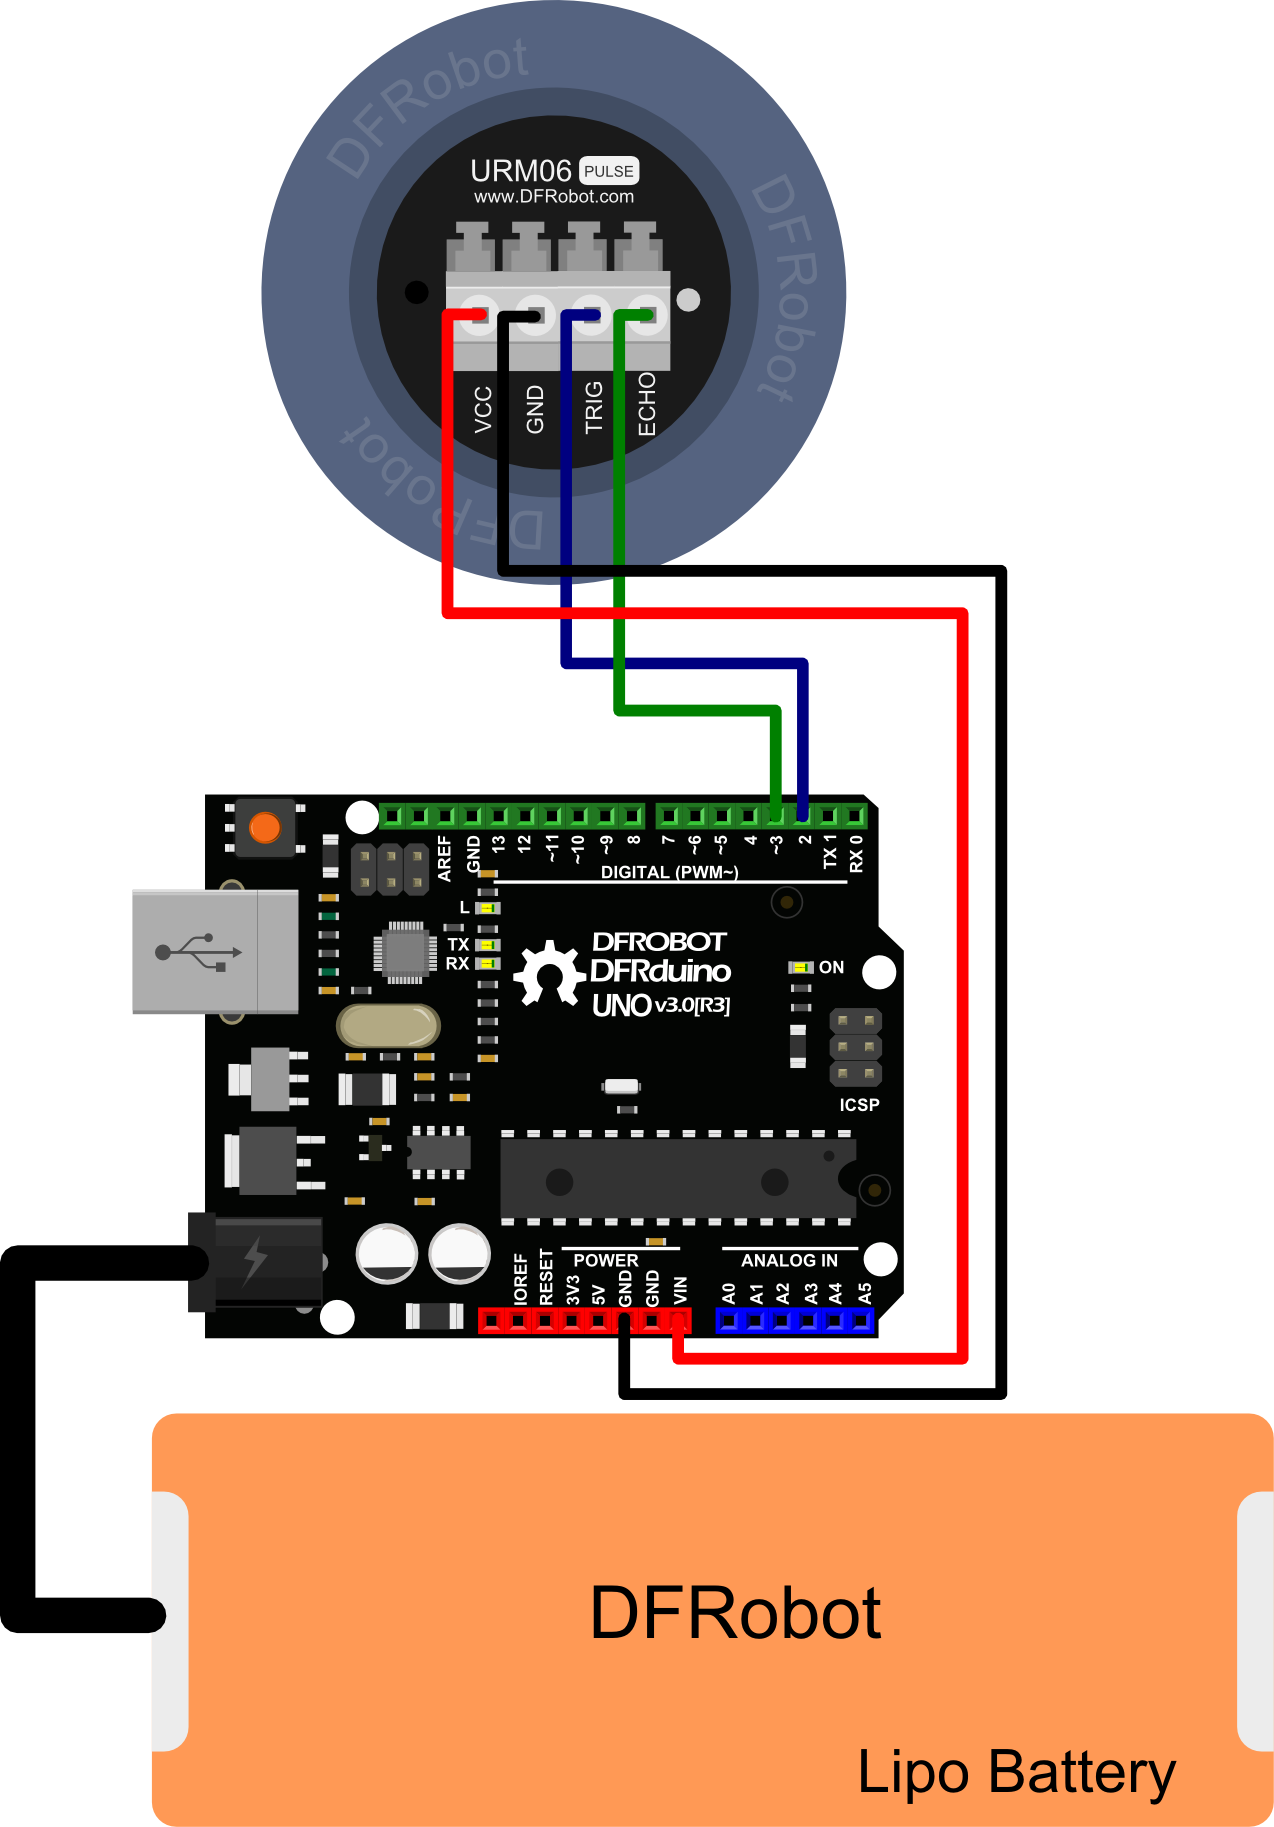 DFRobot
DFRobot
DFRobot
URM06 PULSE
www.DFRobot.com
VCC GND TRIG ECHO
AREF GND 13 12 ~11 ~10 ~9 8 7 ~6 ~5 4 ~3 2 TX 1 RX 0
DIGITAL (PWM~)
L
TX
RX
DFROBOT
DFRduino
UNO v3.0[R3]
ON
ICSP
POWER
ANALOG IN
IOREF RESET 3V3 5V GND GND VIN A0 A1 A2 A3 A4 A5
DFRobot
Lipo Battery